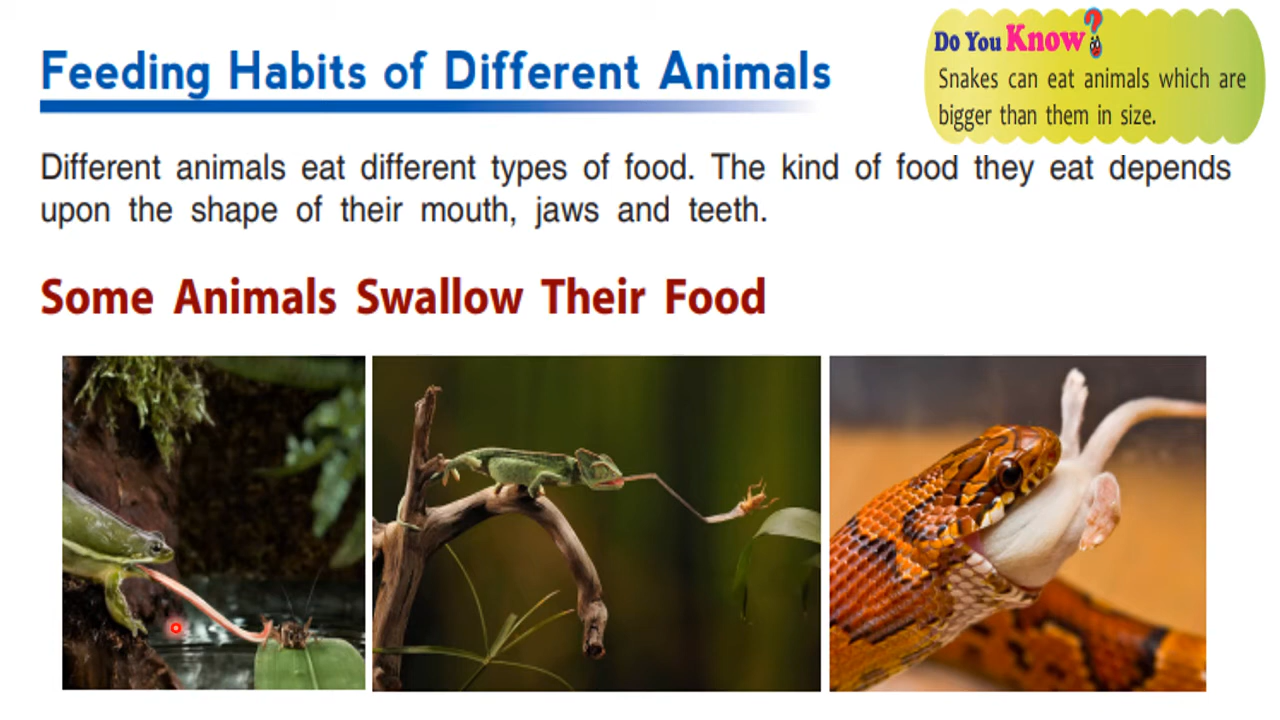 Feeding Habits of Different Animals
Do You Know?
Snakes can eat animals which are
bigger than them in size.
Different animals eat different types of food. The kind of food they eat depends
upon the shape of their mouth, jaws and teeth.
Some Animals Swallow Their Food